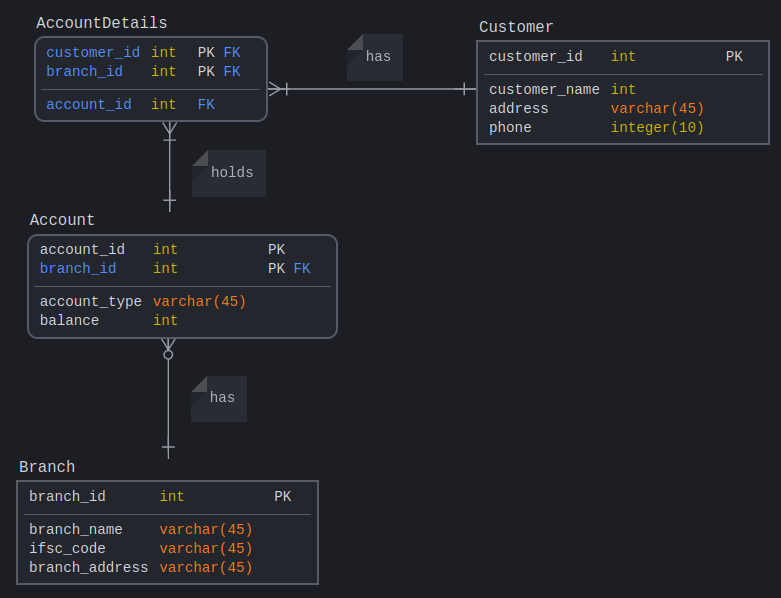 AccountDetails
customer_id int PK FK
branch_id int PK FK
account_id int FK
has
Customer
customer_id int PK
customer_name int
address varchar(45)
phone integer(10)
holds
Account
account_id int PK
branch_id int PK FK
account_type varchar(45)
balance int
has
Branch
branch_id int PK
branch_name varchar(45)
ifsc_code varchar(45)
branch_address varchar(45)